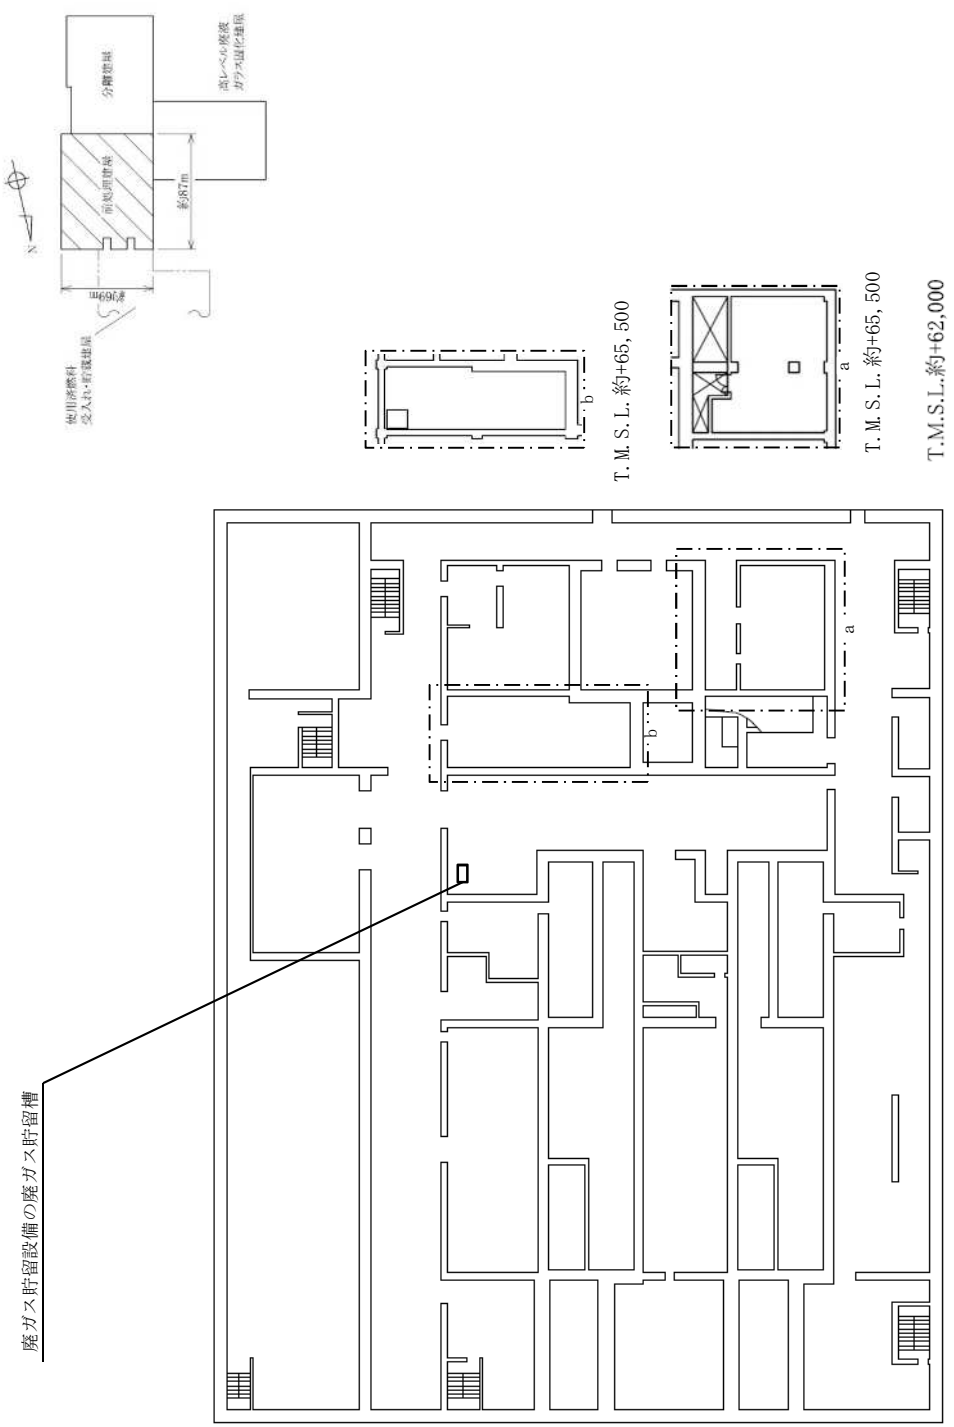 分離建屋
高レベル廃液
ガラス固化建屋
前処理建屋
約87m
約69m
N
使用済燃料
受入れ・貯蔵建屋
b
T.M.S.L. 約+65,500
a
T.M.S.L. 約+65,500
T.M.S.L.約+62,000
a
b
廃ガス貯留設備の廃ガス貯留槽